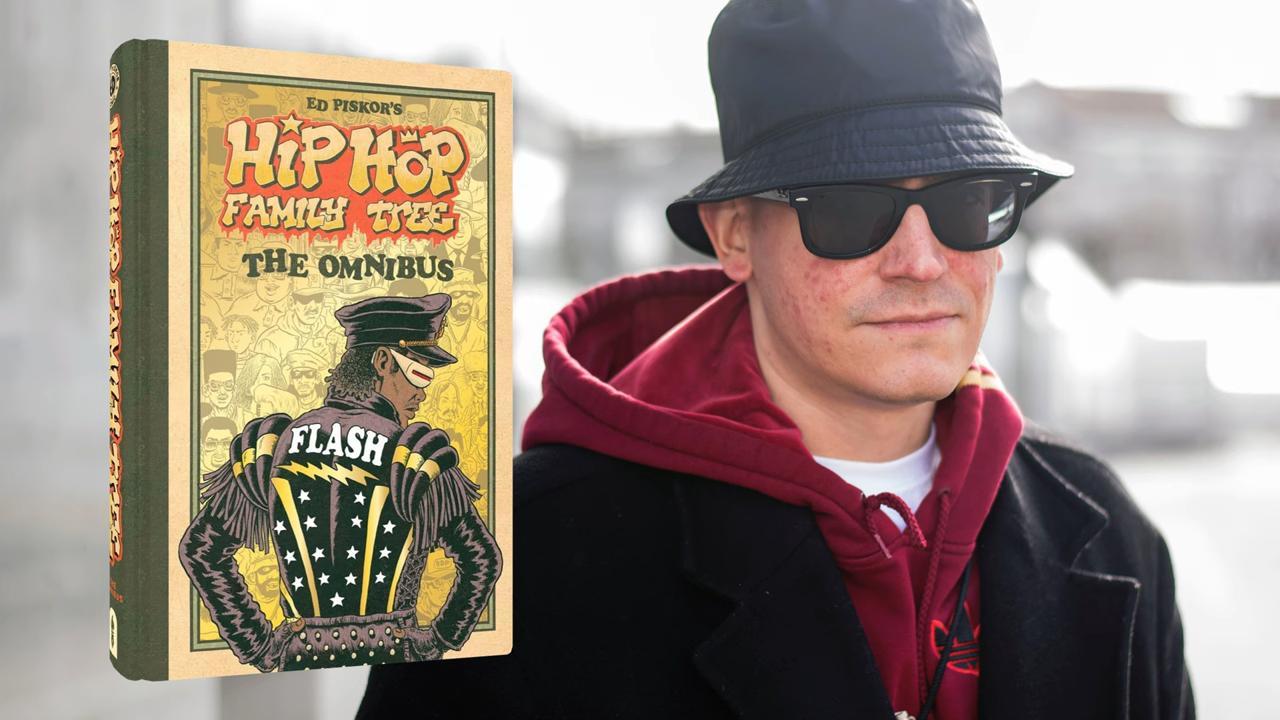 ED PISKOR'S
HIP HOP
FAMILY TREE
THE OMNIBUS
FLASH
HIP HOP FAMILY TREE